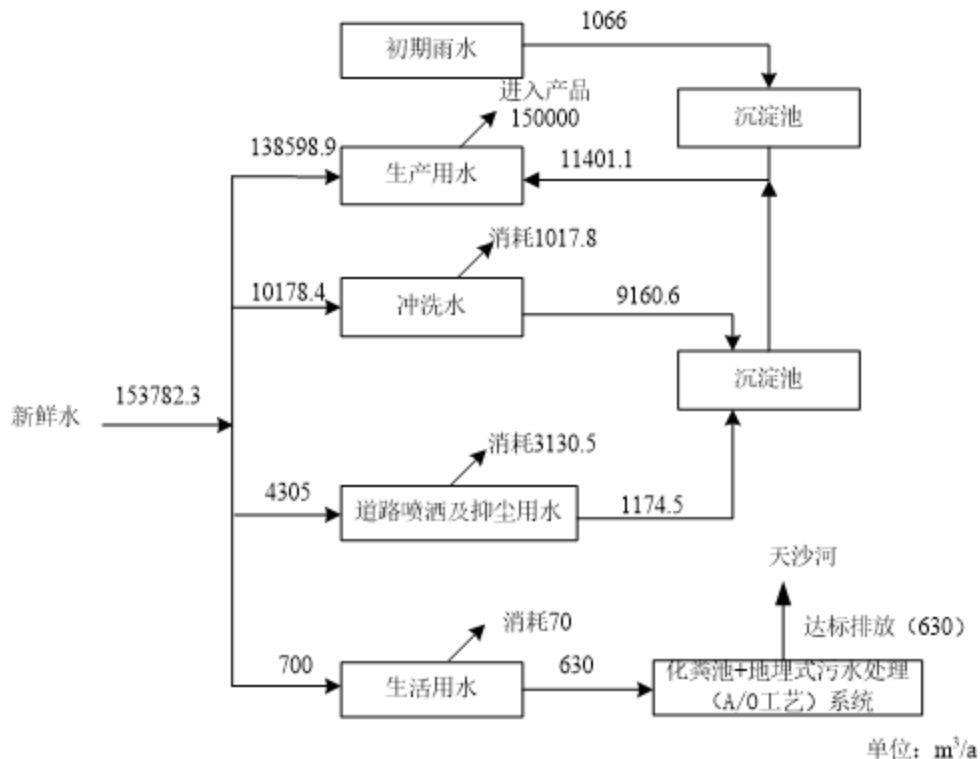 初期雨水
1066
沉淀池
进入产品
150000
138598.9
生产用水
11401.1
消耗1017.8
10178.4
冲洗水
9160.6
沉淀池
新鲜水
153782.3
消耗3130.5
4305
道路喷洒及抑尘用水
1174.5
天沙河
达标排放（630）
消耗70
700
生活用水
630
化粪池+地埋式污水处理
（A/O工艺）系统
单位：m³/a